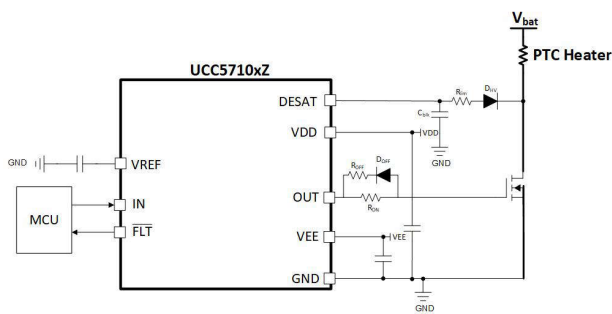 Vbat
PTC Heater
UCC5710xZ
DESAT
RPH
DHV
Cblk
GND
VDD
VDD
GND
VREF
ROFF
DOFF
MCU
IN
OUT
RON
FLT
VEE
VEE
GND
GND